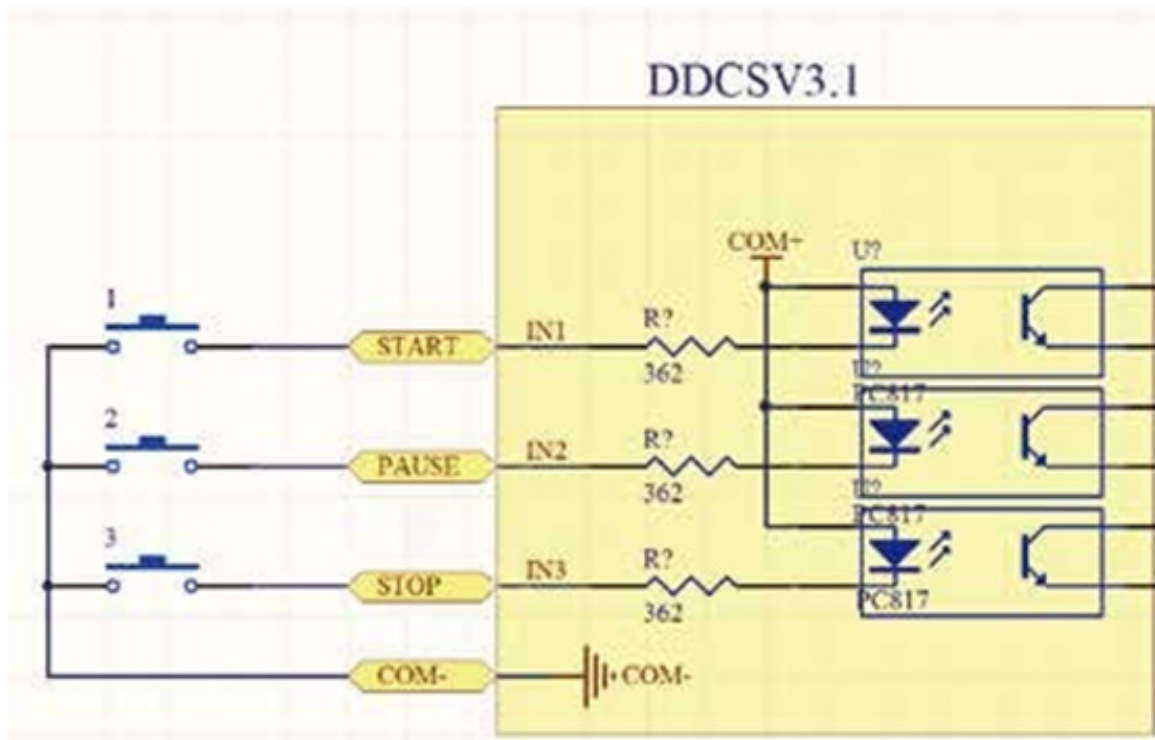 DDCSV3.1
COM+
U?
1
START
IN1
R?
362
U?
PC817
2
PAUSE
IN2
R?
362
U?
PC817
3
STOP
IN3
R?
362
PC817
COM-
COM-